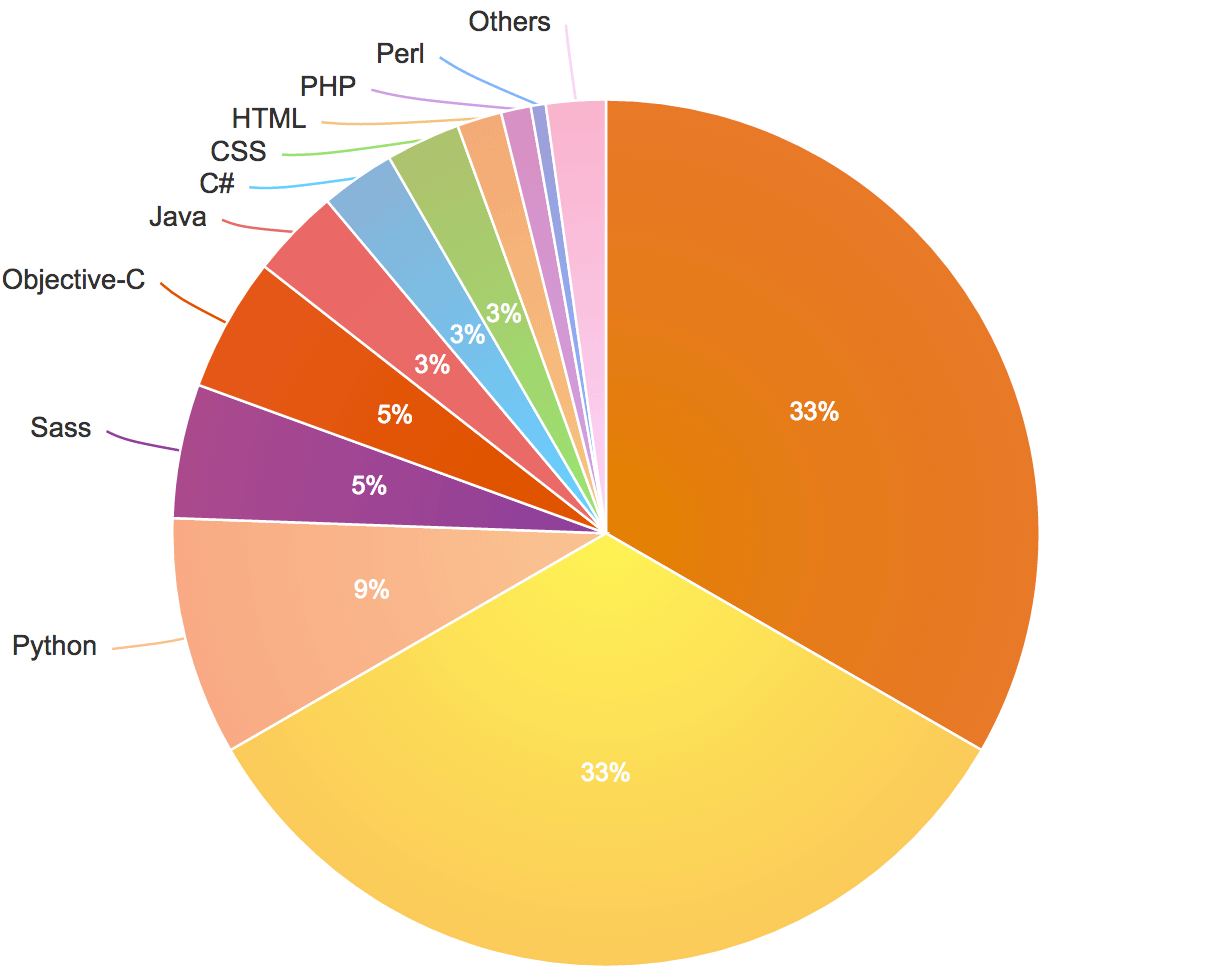 Others
Perl
PHP
HTML
CSS
C#
Java
Objective-C
Sass
Python
3%
3%
3%
5%
5%
9%
33%
33%